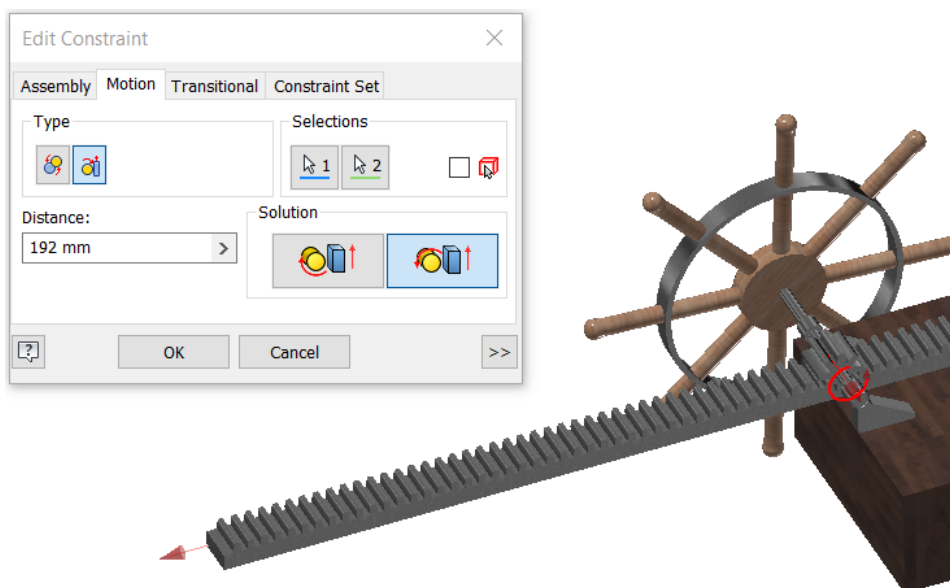 Edit Constraint
Assembly Motion Transitional Constraint Set
Type
Selections
1 2
Distance:
192 mm
Solution
?
OK
Cancel
>>